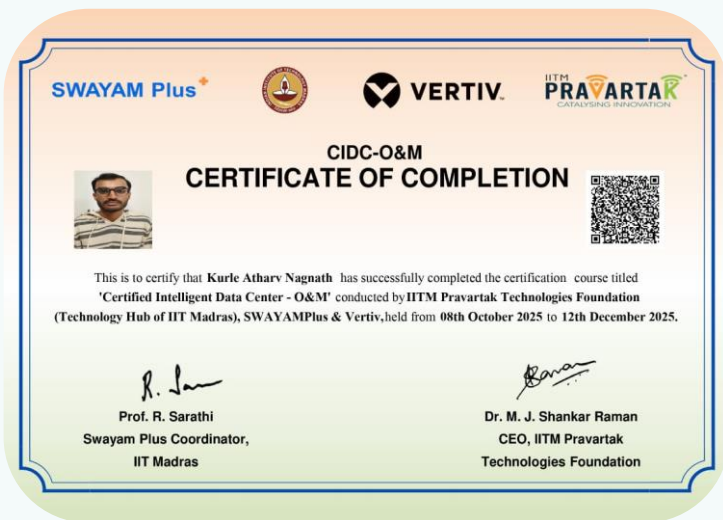 SWAYAM Plus+
VERTIV.
IITM
PRAVARTAK
CATALYSING INNOVATION
CIDC-O&M
CERTIFICATE OF COMPLETION
This is to certify that Kurle Atharv Nagnath has successfully completed the certification course titled
'Certified Intelligent Data Center - O&M' conducted by IITM Pravartak Technologies Foundation
(Technology Hub of IIT Madras), SWAYAMPlus & Vertiv, held from 08th October 2025 to 12th December 2025.
Prof. R. Sarathi
Swayam Plus Coordinator,
IIT Madras
Dr. M. J. Shankar Raman
CEO, IITM Pravartak
Technologies Foundation